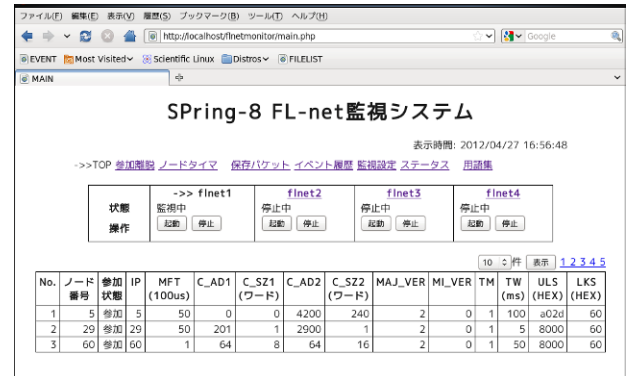 ファイル(F) 編集(E) 表示(V) 履歴(S) ブックマーク(B) ツール(T) ヘルプ(H)
http://localhost/flnetmonitor/main.php Google
EVENT Most Visited Scientific Linux Distros FILELIST
MAIN
SPring-8 FL-net監視システム
表示時間: 2012/04/27 16:56:48
->>TOP 参加離脱 ノードタイマ 保存パケット イベント履歴 監視設定 ステータス 用語集
->> flnet1 flnet2 flnet3 flnet4
状態 監視中 停止中 停止中 停止中
操作 起動 停止 起動 停止 起動 停止 起動 停止
10 件 表示 1 2 3 4 5
No. ノード番号 参加状態 IP MFT (100us) C_AD1 C_SZ1 (ワード) C_AD2 C_SZ2 (ワード) MAJ_VER MI_VER TM TW (ms) ULS (HEX) LKS (HEX)
1 5 参加 5 50 0 0 4200 240 2 0 1 100 a02d 60
2 29 参加 29 50 201 1 2900 1 2 0 1 5 8000 60
3 60 参加 60 1 64 8 64 16 2 0 1 50 8000 60